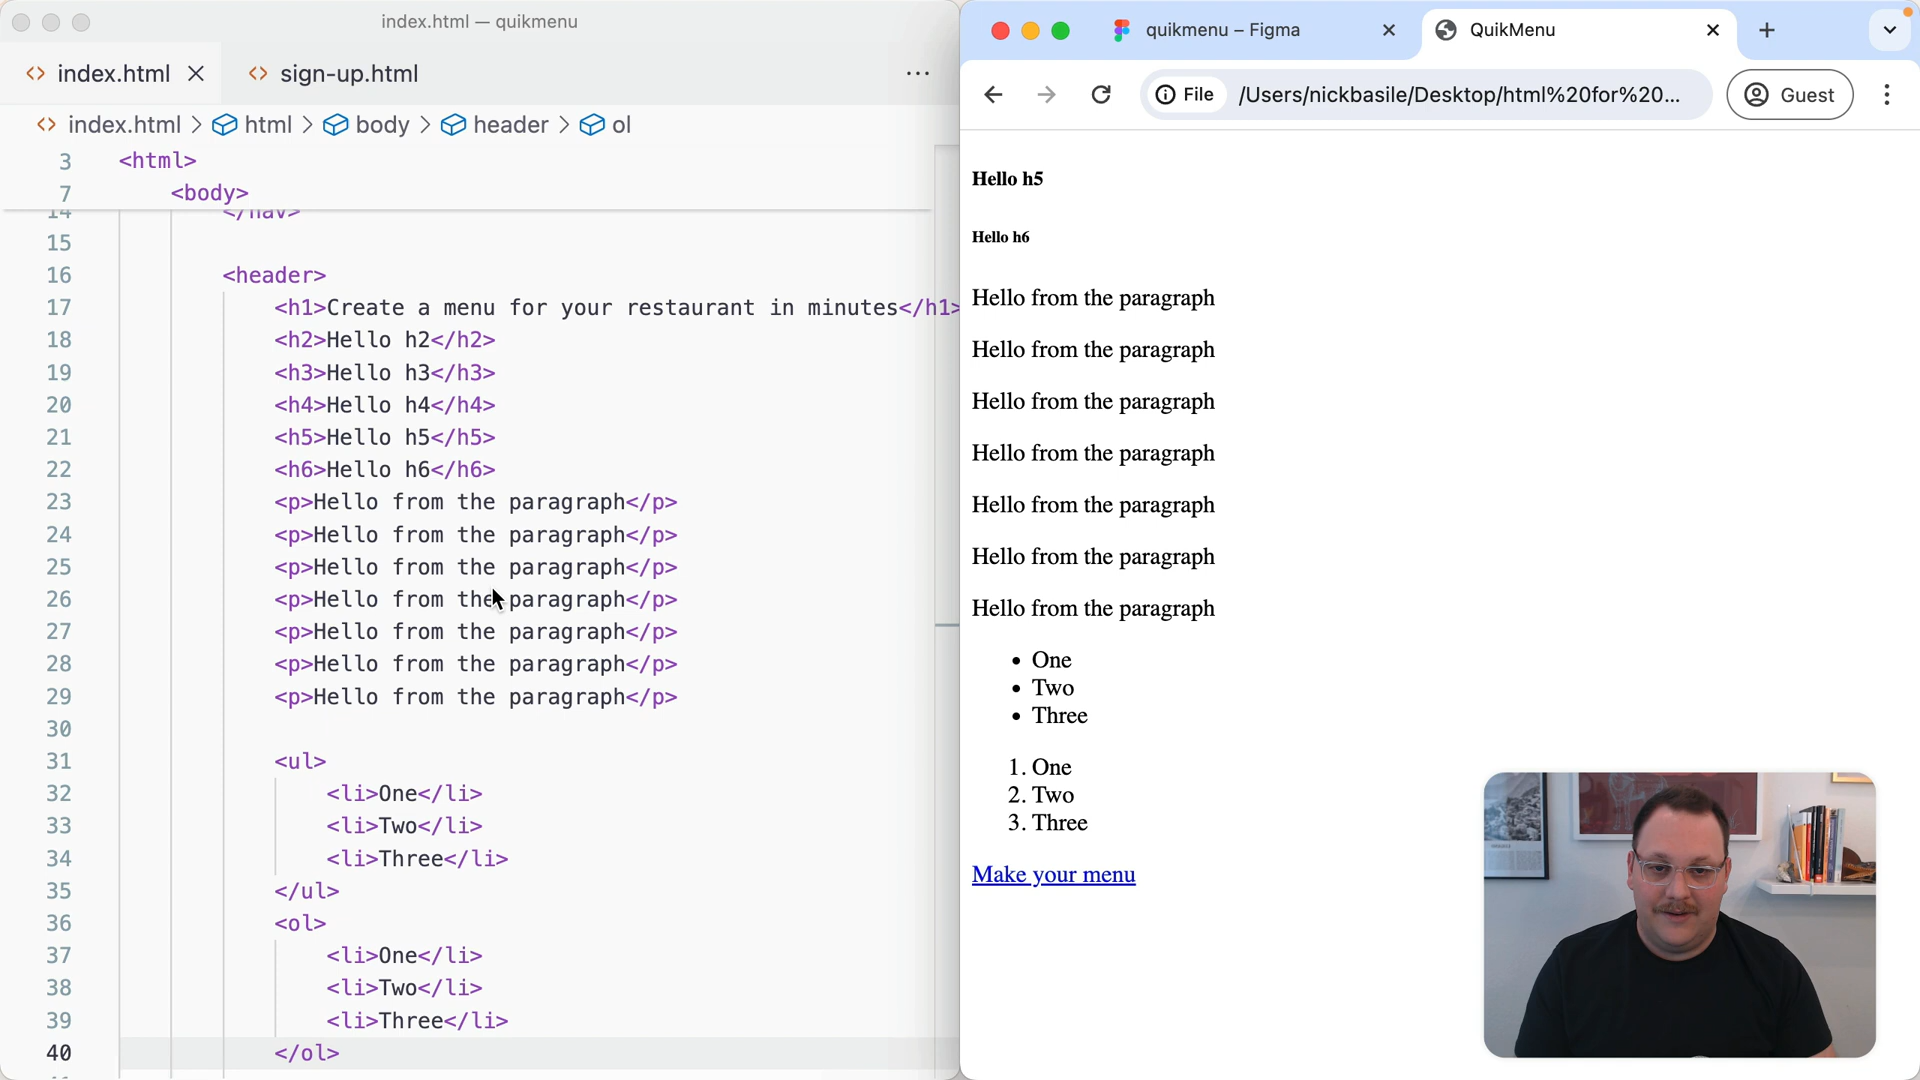 index.html — quikmenu
index.html
sign-up.html
index.html > html > body > header > ol
3 <html>
7 <body>
14 </nav>
15
16 <header>
17 <h1>Create a menu for your restaurant in minutes</h1>
18 <h2>Hello h2</h2>
19 <h3>Hello h3</h3>
20 <h4>Hello h4</h4>
21 <h5>Hello h5</h5>
22 <h6>Hello h6</h6>
23 <p>Hello from the paragraph</p>
24 <p>Hello from the paragraph</p>
25 <p>Hello from the paragraph</p>
26 <p>Hello from the paragraph</p>
27 <p>Hello from the paragraph</p>
28 <p>Hello from the paragraph</p>
29 <p>Hello from the paragraph</p>
30
31 <ul>
32 <li>One</li>
33 <li>Two</li>
34 <li>Three</li>
35 </ul>
36 <ol>
37 <li>One</li>
38 <li>Two</li>
39 <li>Three</li>
40 </ol>
quikmenu – Figma
QuikMenu
File
/Users/nickbasile/Desktop/html%20for%20...
Guest
Hello h5
Hello h6
Hello from the paragraph
Hello from the paragraph
Hello from the paragraph
Hello from the paragraph
Hello from the paragraph
Hello from the paragraph
Hello from the paragraph
• One
• Two
• Three
1. One
2. Two
3. Three
Make your menu